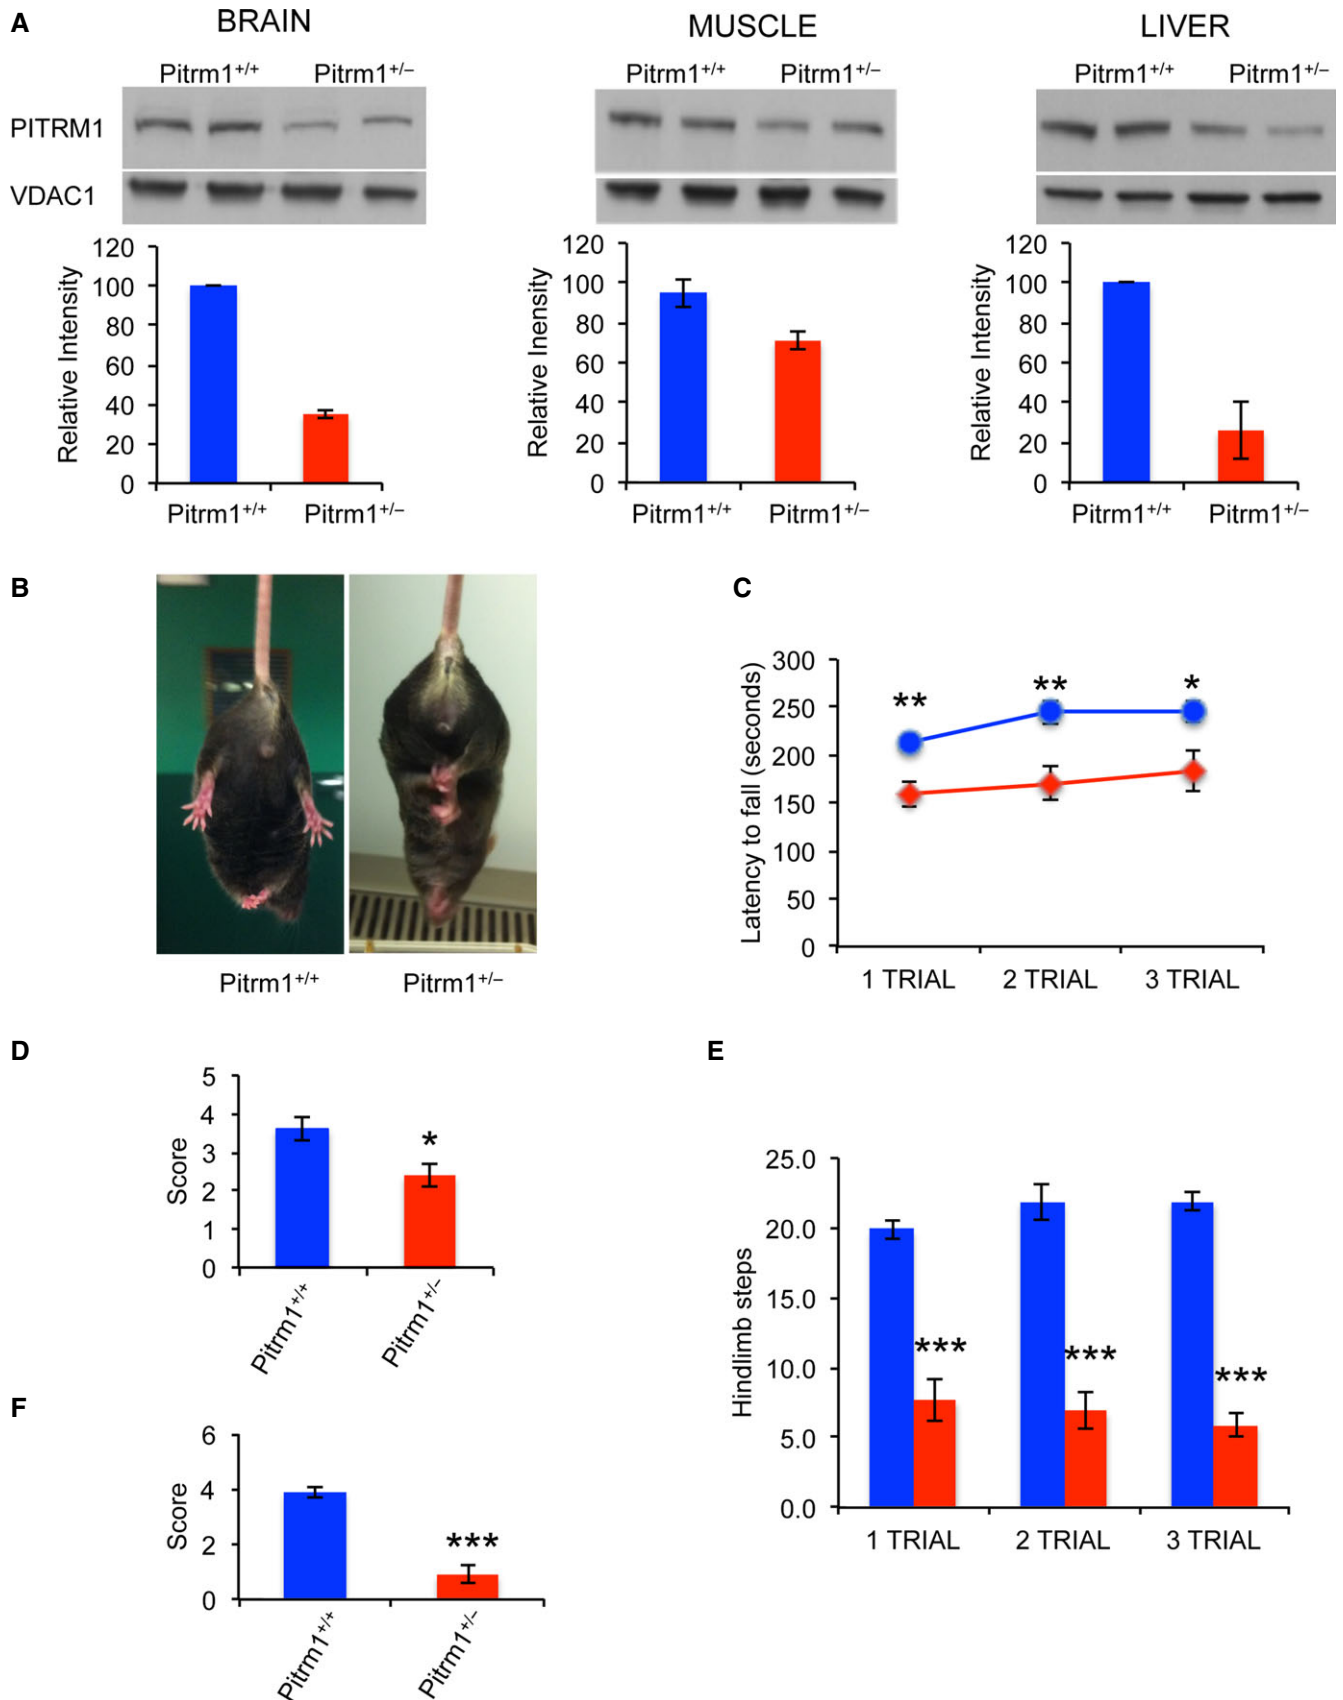 A
BRAIN
MUSCLE
LIVER
Pitrm1+/+ Pitrm1+/–
Pitrm1+/+ Pitrm1+/–
Pitrm1+/+ Pitrm1+/–
PITRM1
VDAC1
Relative Intensity
120
100
80
60
40
20
0
Pitrm1+/+ Pitrm1+/–
Relative Inensity
120
100
80
60
40
20
0
Pitrm1+/+ Pitrm1+/–
Relative Intensity
120
100
80
60
40
20
0
Pitrm1+/+ Pitrm1+/–
B
Pitrm1+/+ Pitrm1+/–
C
Latency to fall (seconds)
300
250
200
150
100
50
0
** ** *
1 TRIAL 2 TRIAL 3 TRIAL
D
Score
5
4
3
2
1
0
*
Pitrm1+/+ Pitrm1+/–
E
Hindlimb steps
25.0
20.0
15.0
10.0
5.0
0.0
*** *** ***
1 TRIAL 2 TRIAL 3 TRIAL
F
Score
6
4
2
0
***
Pitrm1+/+ Pitrm1+/–